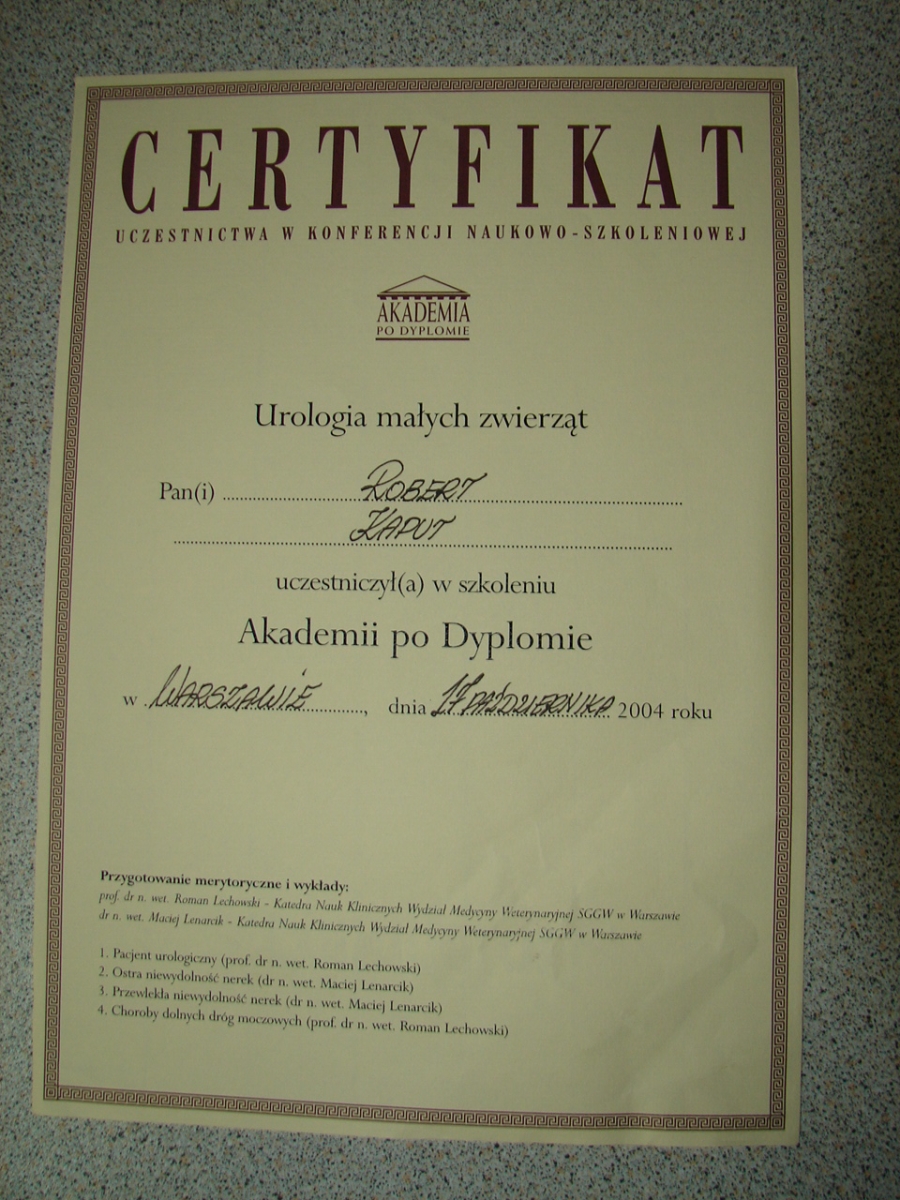 CERTYFIKAT
UCZESTNICTWA W KONFERENCJI NAUKOWO-SZKOLENIOWEJ
AKADEMIA
PO DYPLOMIE
Urologia małych zwierząt
Pan(i) ROBERT
KAPUT
uczestniczył(a) w szkoleniu
Akademii po Dyplomie
w WARSZAWIE, dnia 17 PAŹDZIERNIKA 2004 roku
Przygotowanie merytoryczne i wykłady:
prof. dr n. wet. Roman Lechowski - Katedra Nauk Klinicznych Wydział Medycyny Weterynaryjnej SGGW w Warszawie
dr n. wet. Maciej Lenarcik - Katedra Nauk Klinicznych Wydział Medycyny Weterynaryjnej SGGW w Warszawie
1. Pacjent urologiczny (prof. dr n. wet. Roman Lechowski)
2. Ostra niewydolność nerek (dr n. wet. Maciej Lenarcik)
3. Przewlekła niewydolność nerek (dr n. wet. Maciej Lenarcik)
4. Choroby dolnych dróg moczowych (prof. dr n. wet. Roman Lechowski)